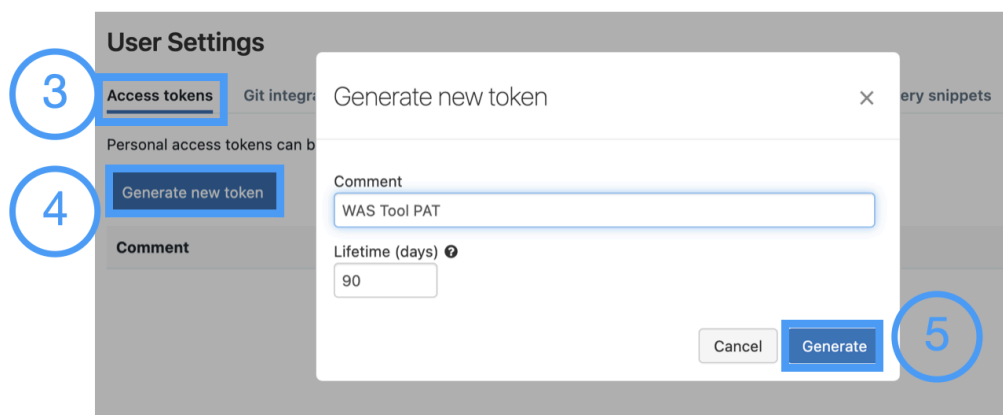 User Settings
3
Access tokens
Git integra
ery snippets
Personal access tokens can b
4
Generate new token
Comment
Generate new token
×
Comment
WAS Tool PAT
Lifetime (days) ?
90
Cancel
Generate
5